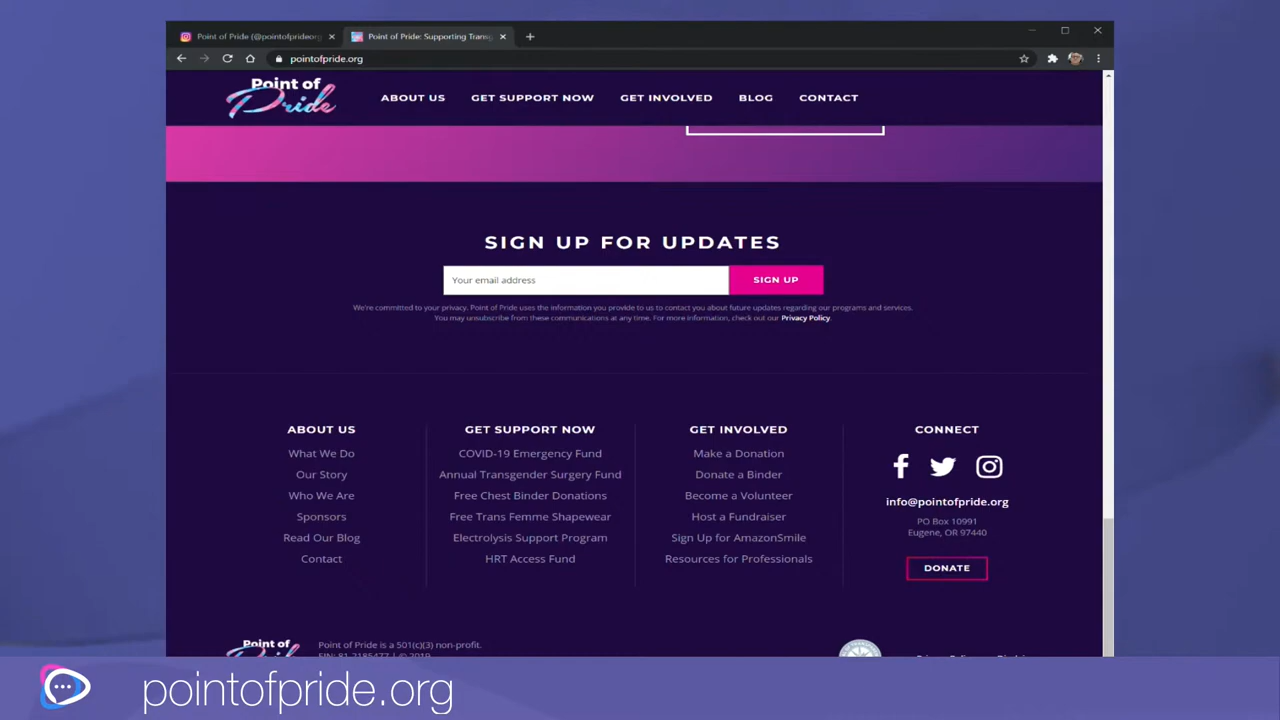 Point of Pride (@pointofprideorg
Point of Pride: Supporting Trans
pointofpride.org
Point of
Pride
ABOUT US
GET SUPPORT NOW
GET INVOLVED
BLOG
CONTACT
SIGN UP FOR UPDATES
Your email address
SIGN UP
We're committed to your privacy. Point of Pride uses the information you provide to us to contact you about future updates regarding our programs and services.
You may unsubscribe from these communications at any time. For more information, check out our Privacy Policy.
ABOUT US
What We Do
Our Story
Who We Are
Sponsors
Read Our Blog
Contact
GET SUPPORT NOW
COVID-19 Emergency Fund
Annual Transgender Surgery Fund
Free Chest Binder Donations
Free Trans Femme Shapewear
Electrolysis Support Program
HRT Access Fund
GET INVOLVED
Make a Donation
Donate a Binder
Become a Volunteer
Host a Fundraiser
Sign Up for AmazonSmile
Resources for Professionals
CONNECT
info@pointofpride.org
PO Box 10991
Eugene, OR 97440
DONATE
Point of
Pride
Point of Pride is a 501(c)(3) non-profit.
pointofpride.org